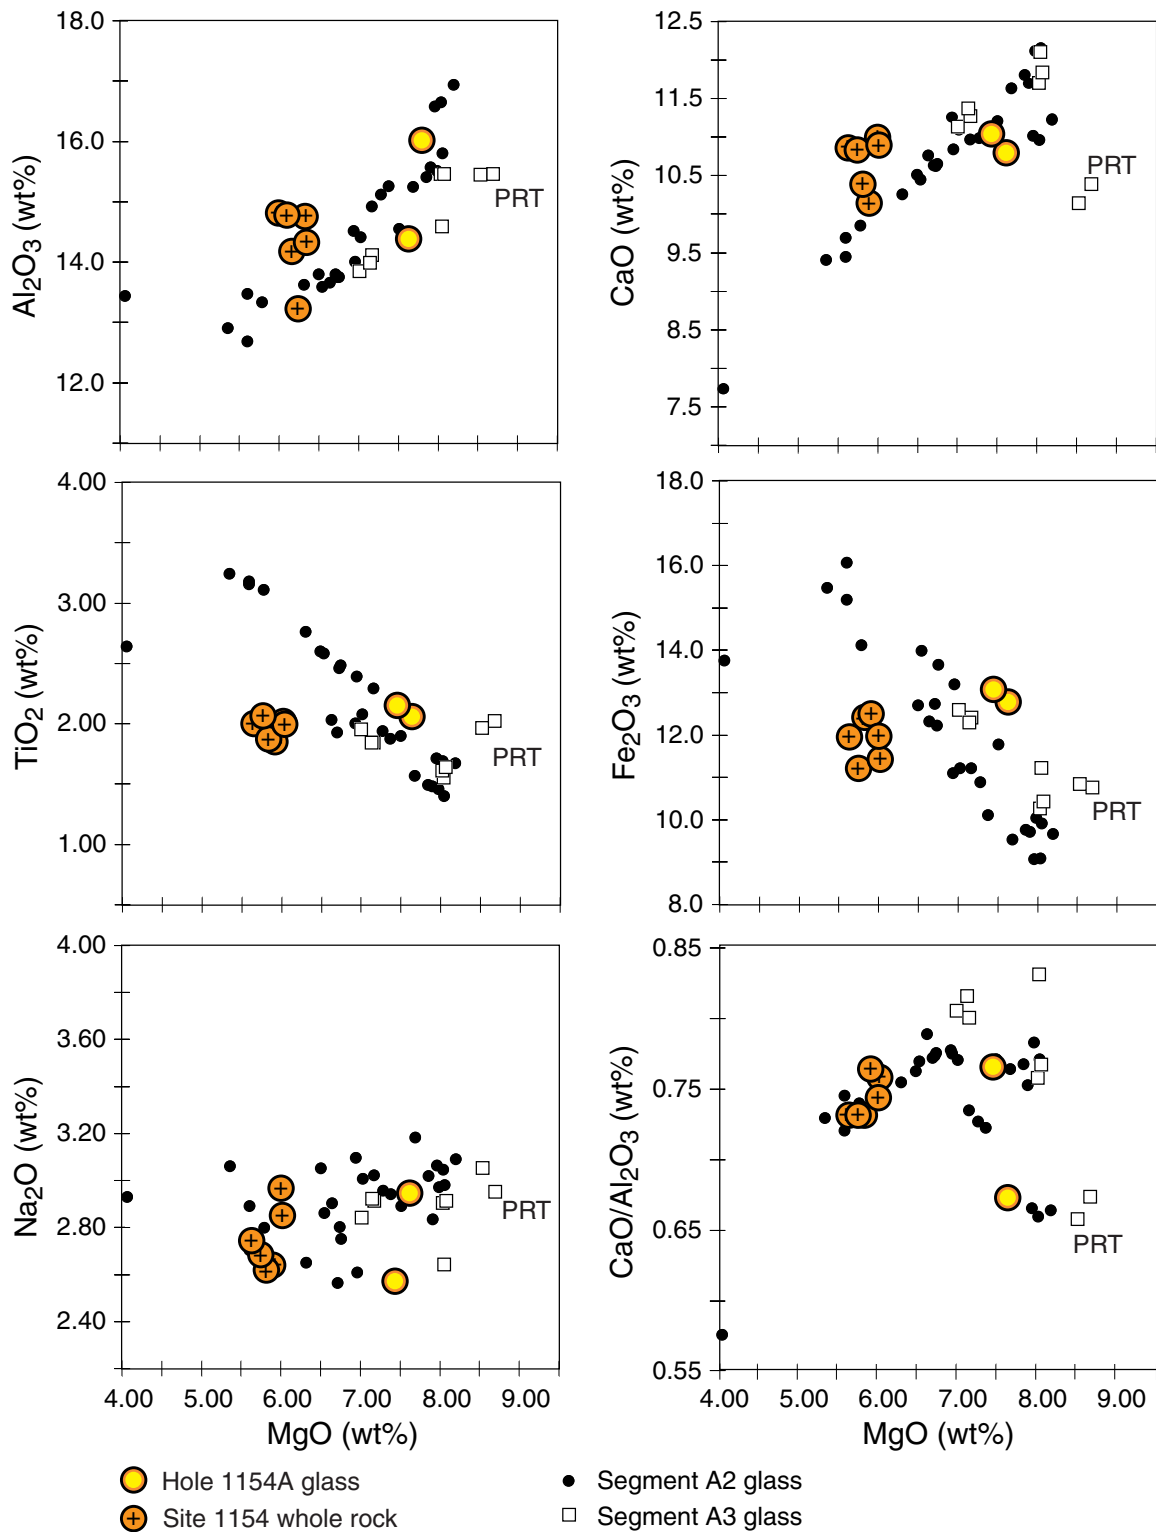 18.0
16.0
14.0
12.0
Al2O3 (wt%)
PRT
12.5
11.5
10.5
9.5
8.5
7.5
CaO (wt%)
PRT
4.00
3.00
2.00
1.00
TiO2 (wt%)
PRT
18.0
16.0
14.0
12.0
10.0
8.0
Fe2O3 (wt%)
PRT
4.00
3.60
3.20
2.80
2.40
Na2O (wt%)
PRT
4.00 5.00 6.00 7.00 8.00 9.00
MgO (wt%)
0.85
0.75
0.65
0.55
CaO/Al2O3 (wt%)
PRT
4.00 5.00 6.00 7.00 8.00 9.00
MgO (wt%)
Hole 1154A glass
Site 1154 whole rock
Segment A2 glass
Segment A3 glass